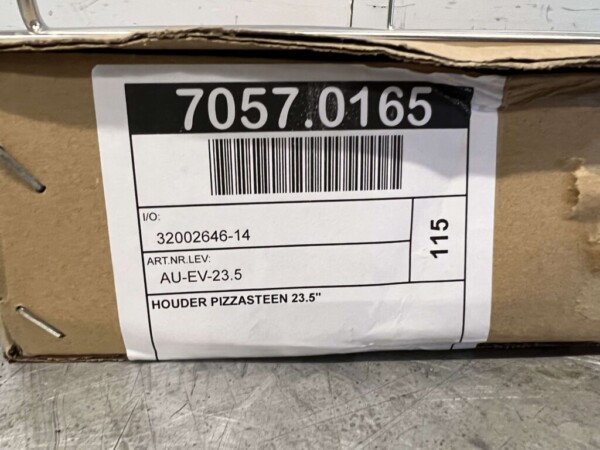 7057.0165
I/O:
32002646-14
115
ART.NR.LEV:
AU-EV-23.5
HOUDER PIZZASTEEN 23.5"